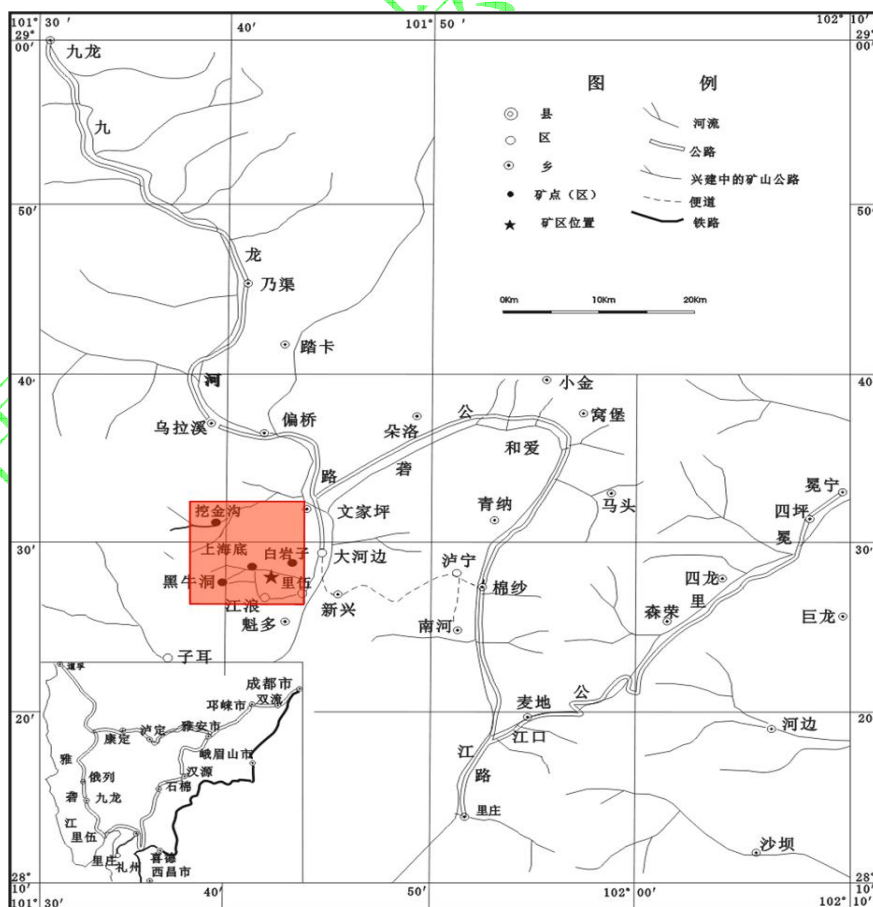 101°30′
40′
101°50′
102°10′
29°
00′
00′
九龙
图 例
县
河流
九
区
公路
乡
兴建中的矿山公路
50′
矿点（区）
便道
50′
矿区位置
铁路
龙
乃渠
0Km
10Km
20Km
踏卡
40′
河
40′
小金
偏桥
公
窝堡
乌拉溪
朵洛
和爱
砻
路
马头
冕宁
挖金沟
文家坪
青纳
四坪
冕
30′
上海底
白岩子
大河边
泸宁
30′
黑牛洞
里伍
四龙
棉纱
江浪
新兴
里
魁多
南河
森荣
巨龙
子耳
道孚
成都市
双流
麦地
公
20′
邛崃市
20′
康定
泸定
雅安市
江口
河边
雅
峨眉山市
江
俄列
汉源
路
砻
石棉
九龙
江
里庄
里伍
沙坝
里庄
喜德
礼州
西昌市
28°
28°
10′
10′
101°30′
40′
50′
102°00′
102°10′